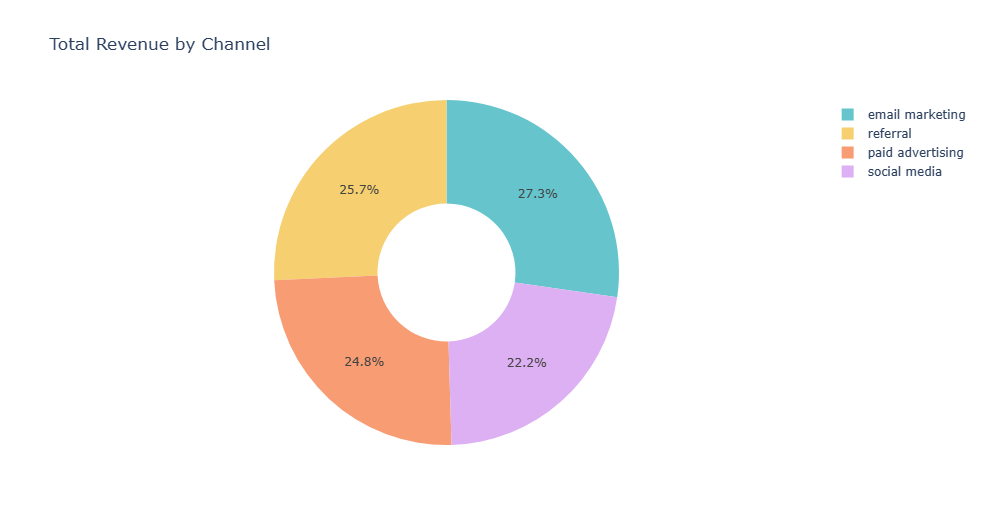 Total Revenue by Channel
email marketing
referral
paid advertising
social media
25.7%
27.3%
24.8%
22.2%